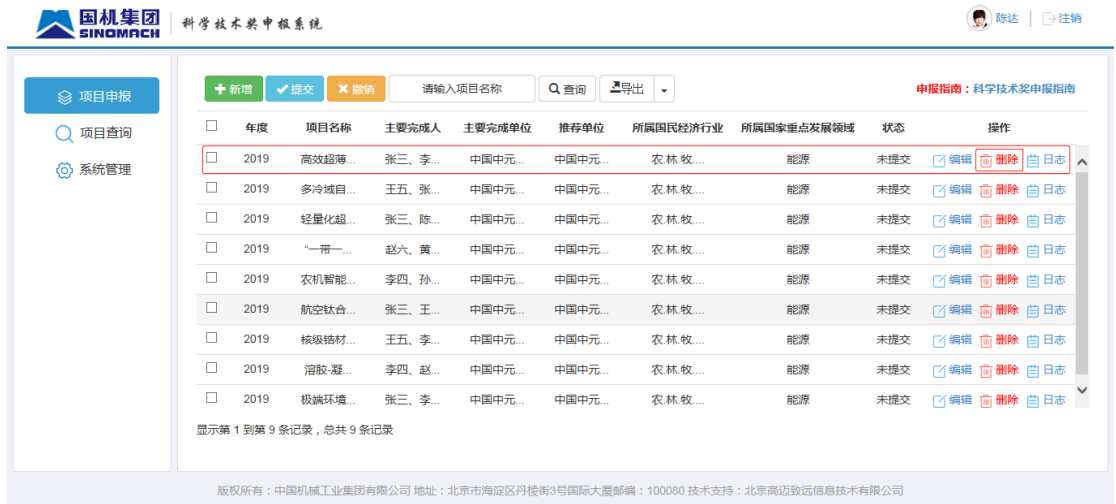 国机集团 科学技术奖申报系统 陈达 注销
SINOMACH
项目申报
项目查询
系统管理
新增 提交 撤销 请输入项目名称 查询 导出 申报指南：科学技术奖申报指南
年度 项目名称 主要完成人 主要完成单位 推荐单位 所属国民经济行业 所属国家重点发展领域 状态 操作
2019 高效超薄... 张三、李... 中国中元... 中国中元... 农.林.牧.... 能源 未提交 编辑 删除 日志
2019 多冷域自... 王五、张... 中国中元... 中国中元... 农.林.牧.... 能源 未提交 编辑 删除 日志
2019 轻量化超... 张三、陈... 中国中元... 中国中元... 农.林.牧.... 能源 未提交 编辑 删除 日志
2019 “一带一... 赵六、黄... 中国中元... 中国中元... 农.林.牧.... 能源 未提交 编辑 删除 日志
2019 农机智能... 李四、孙... 中国中元... 中国中元... 农.林.牧.... 能源 未提交 编辑 删除 日志
2019 航空钛合... 张三、王... 中国中元... 中国中元... 农.林.牧.... 能源 未提交 编辑 删除 日志
2019 核级锆材... 王五、李... 中国中元... 中国中元... 农.林.牧.... 能源 未提交 编辑 删除 日志
2019 溶胶-凝... 李四、赵... 中国中元... 中国中元... 农.林.牧.... 能源 未提交 编辑 删除 日志
2019 极端环境... 张三、李... 中国中元... 中国中元... 农.林.牧.... 能源 未提交 编辑 删除 日志
显示第 1 到第 9 条记录，总共 9 条记录
版权所有：中国机械工业集团有限公司 地址：北京市海淀区丹棱街3号国际大厦邮编：100080 技术支持：北京高迈致远信息技术有限公司